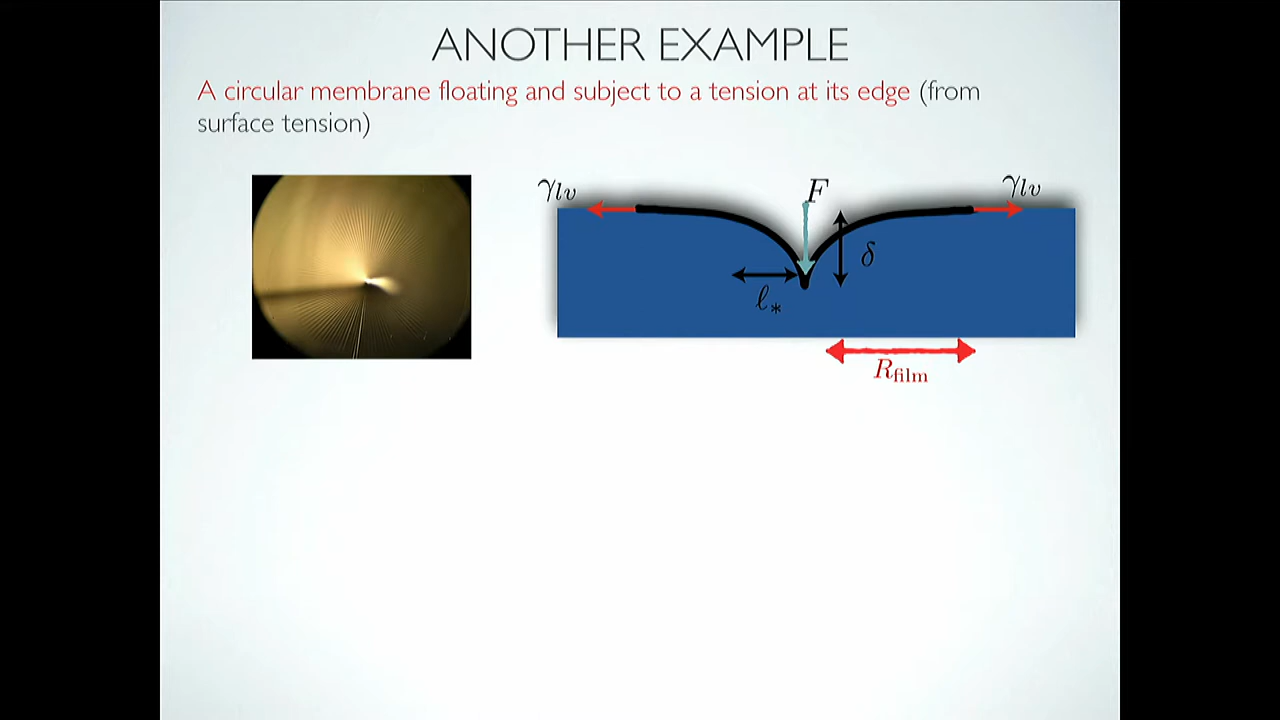 ANOTHER EXAMPLE
A circular membrane floating and subject to a tension at its edge (from
surface tension)
γlv
F
γlv
δ
ℓ*
Rfilm